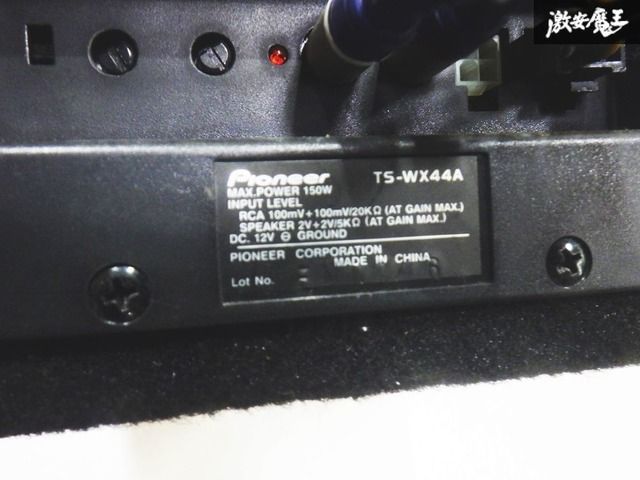 激安魔王
Pioneer TS-WX44A
MAX.POWER 150W
INPUT LEVEL
RCA 100mV+100mV/20KΩ (AT GAIN MAX.)
SPEAKER 2V+2V/5KΩ (AT GAIN MAX.)
DC. 12V ⊖ GROUND
PIONEER CORPORATION
MADE IN CHINA
Lot No.